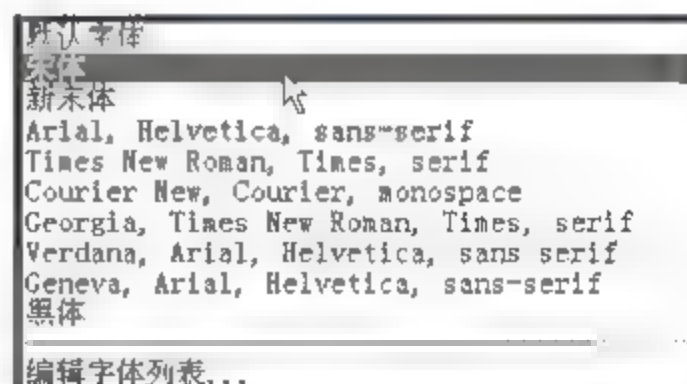 默认字体
宋体
新宋体
Arial, Helvetica, sans-serif
Times New Roman, Times, serif
Courier New, Courier, monospace
Georgia, Times New Roman, Times, serif
Verdana, Arial, Helvetica, sans serif
Geneva, Arial, Helvetica, sans-serif
黑体
编辑字体列表...